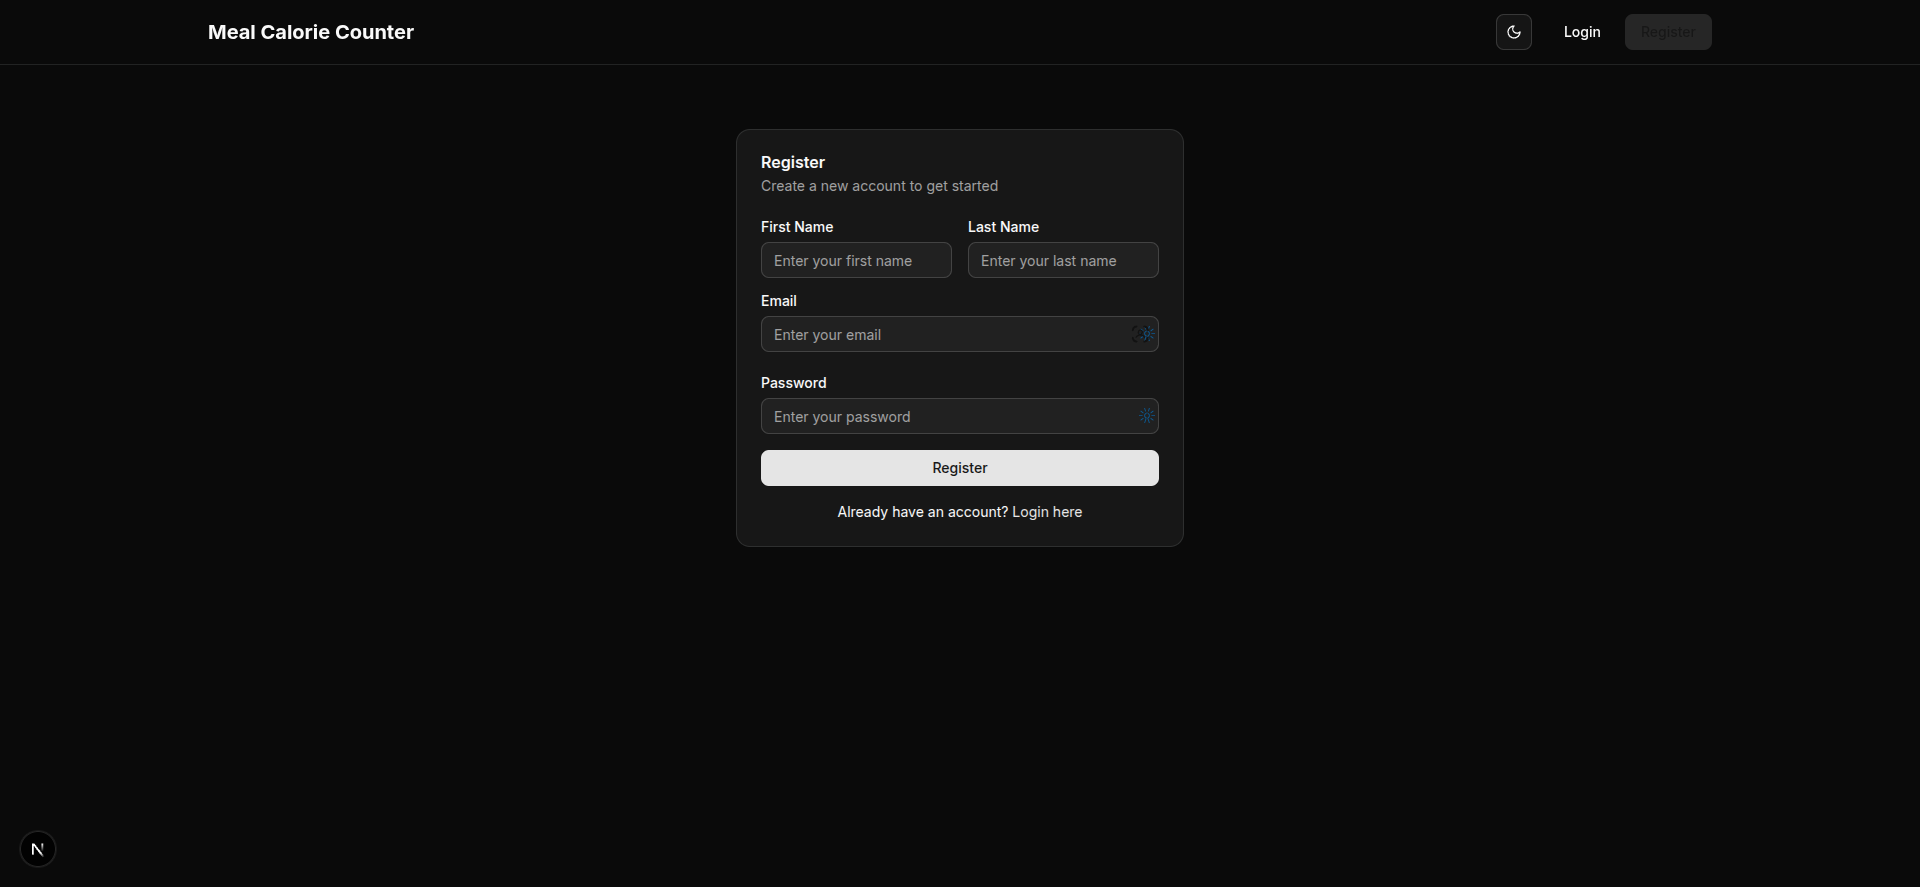 Meal Calorie Counter
Login
Register
Register
Create a new account to get started
First Name
Last Name
Enter your first name
Enter your last name
Email
Enter your email
Password
Enter your password
Register
Already have an account? Login here
N